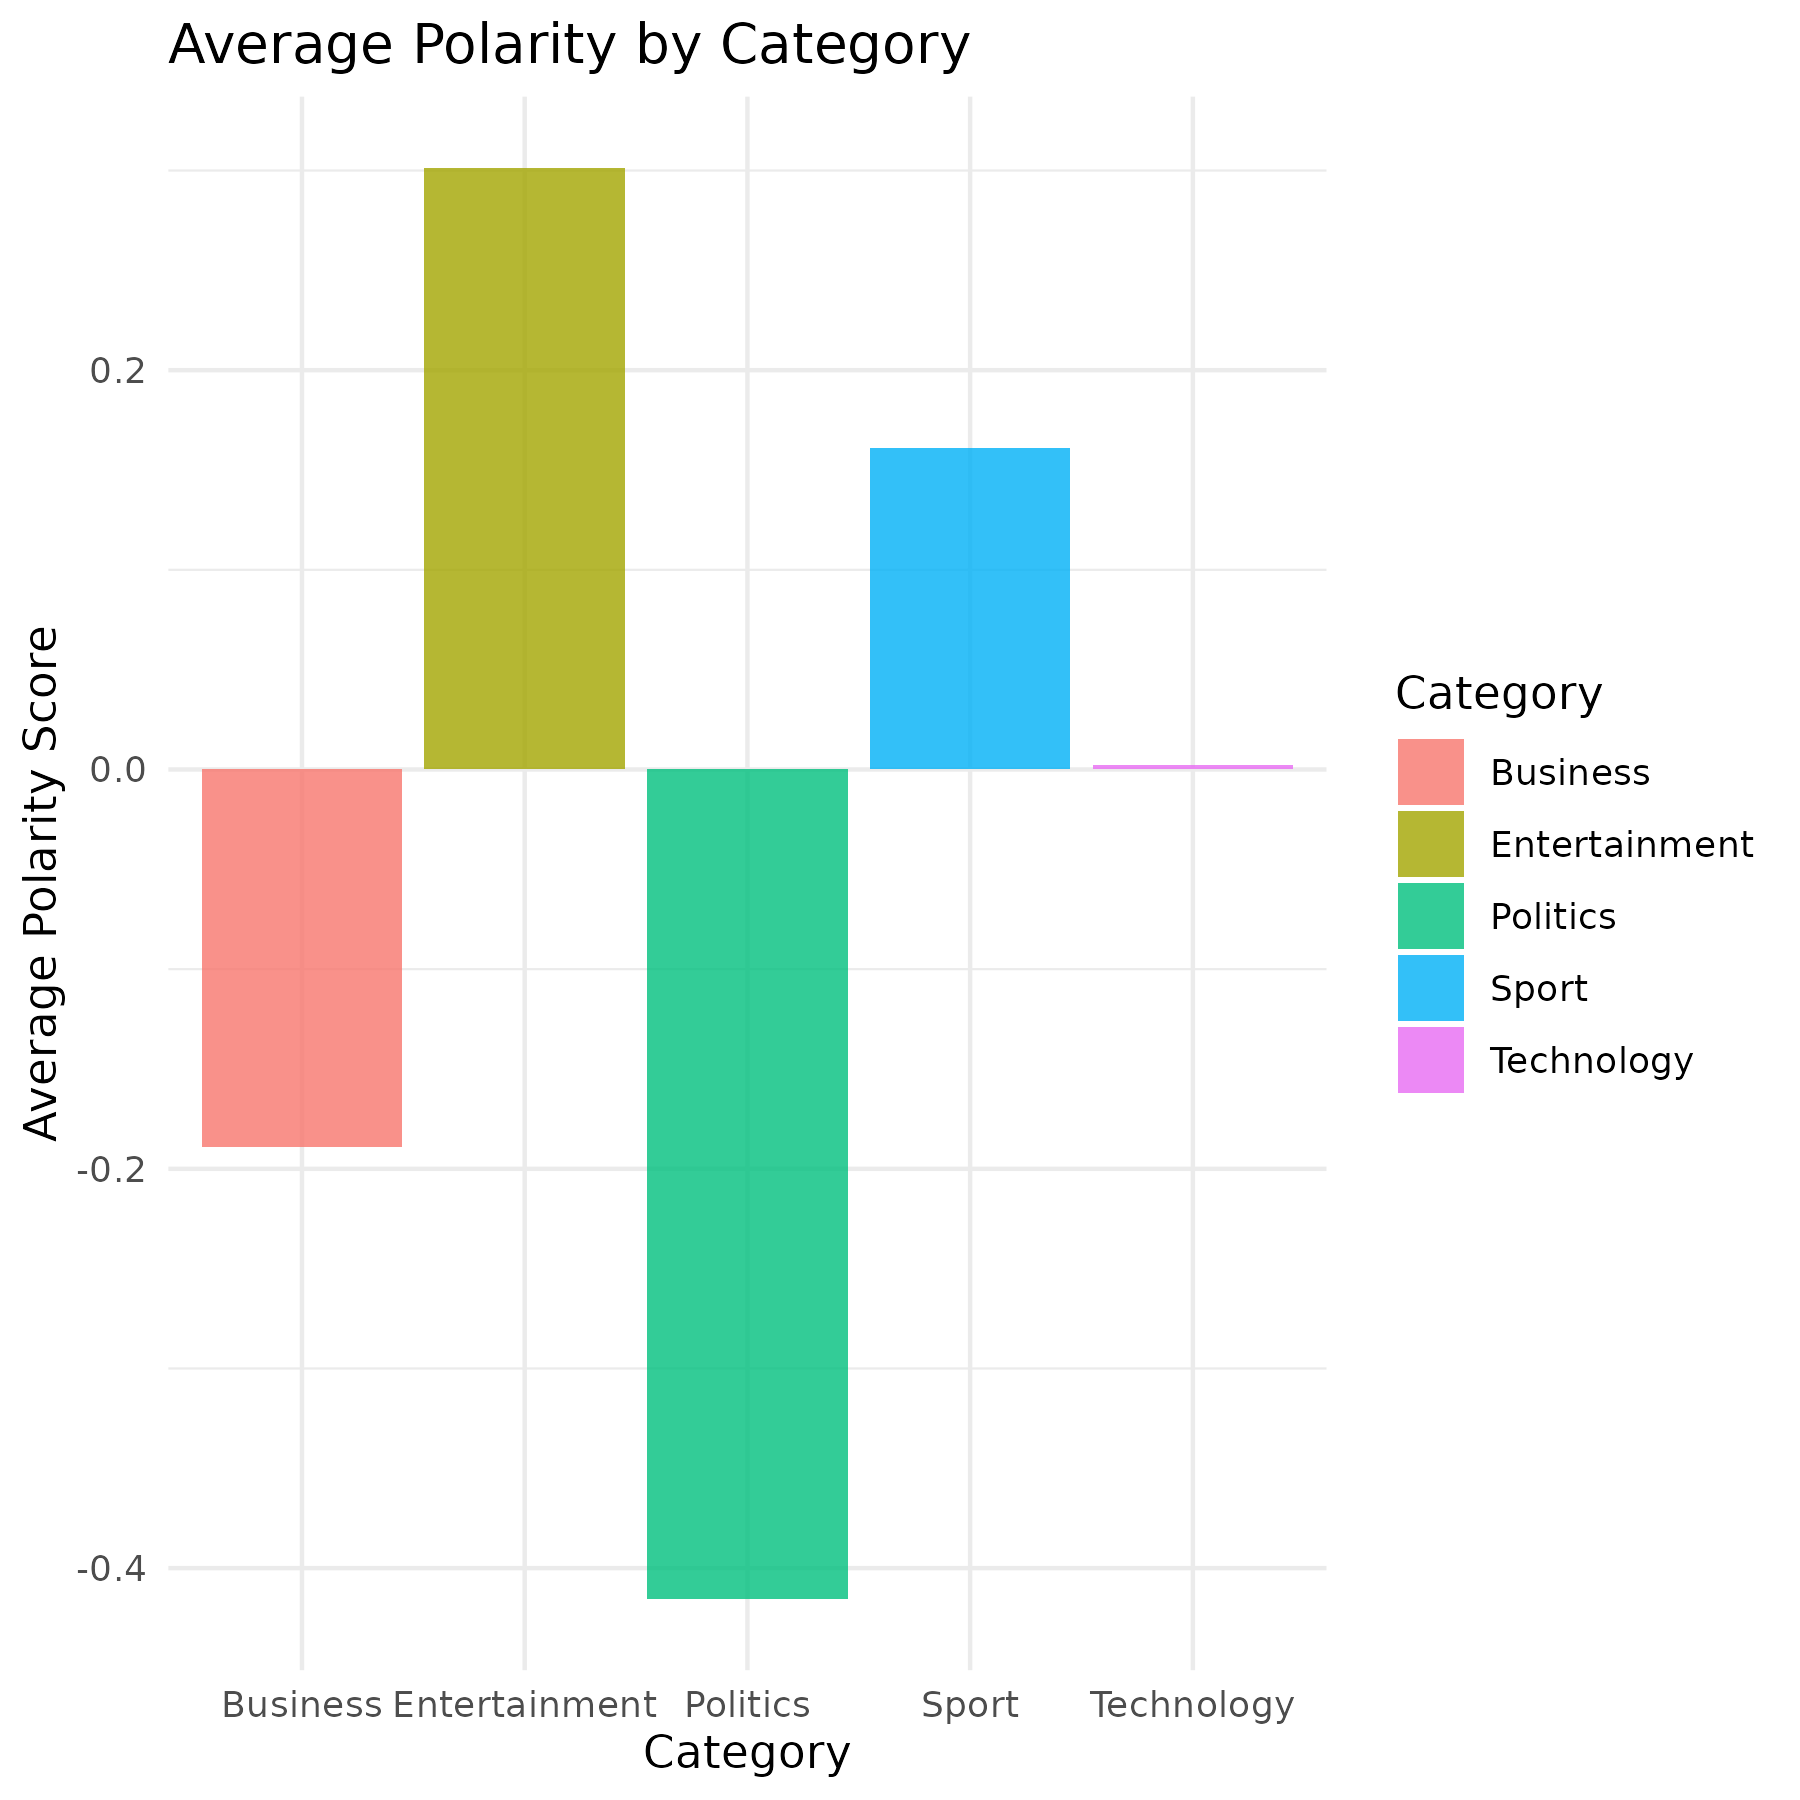 Average Polarity by Category
Average Polarity Score
0.2
0.0
-0.2
-0.4
Business Entertainment Politics Sport Technology
Category
Category
Business
Entertainment
Politics
Sport
Technology